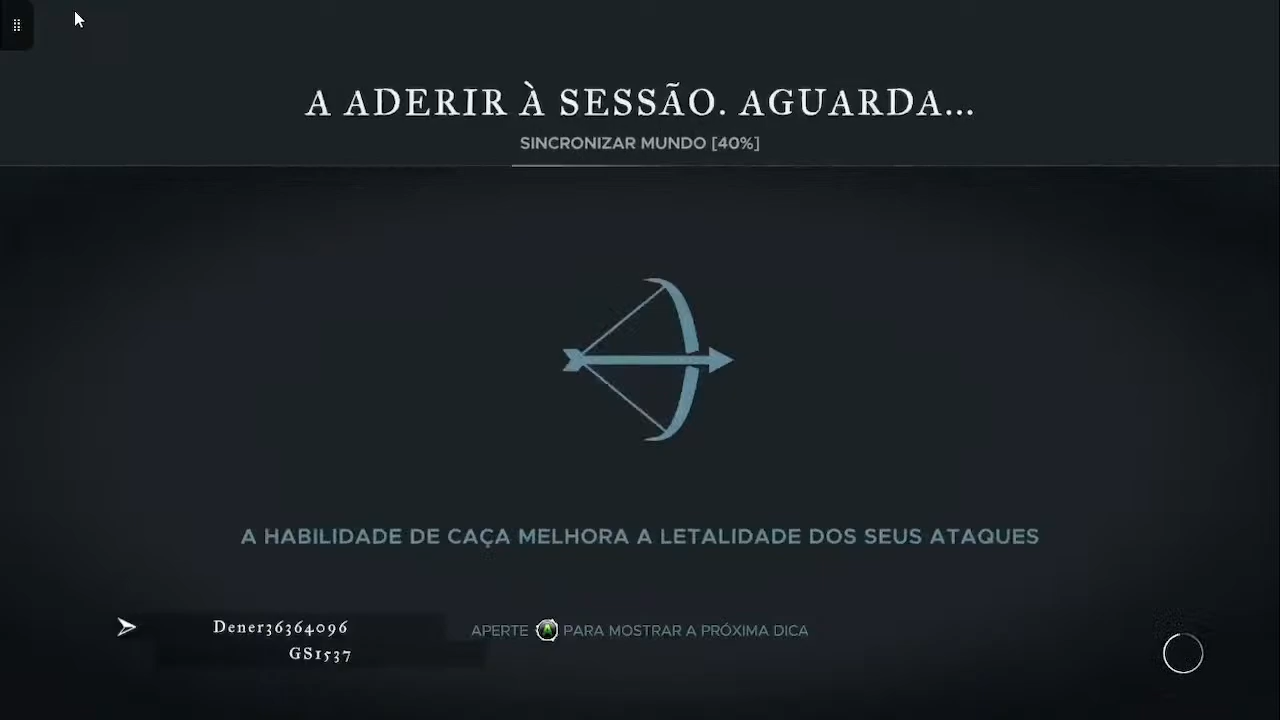 A ADERIR À SESSÃO. AGUARDA...
SINCRONIZAR MUNDO [40%]
A HABILIDADE DE CAÇA MELHORA A LETALIDADE DOS SEUS ATAQUES
Dener36364096
GS1537
APERTE A PARA MOSTRAR A PRÓXIMA DICA